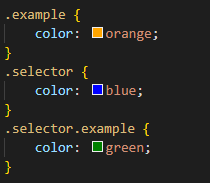 .example {
    color: orange;
}
.selector {
    color: blue;
}
.selector.example {
    color: green;
}